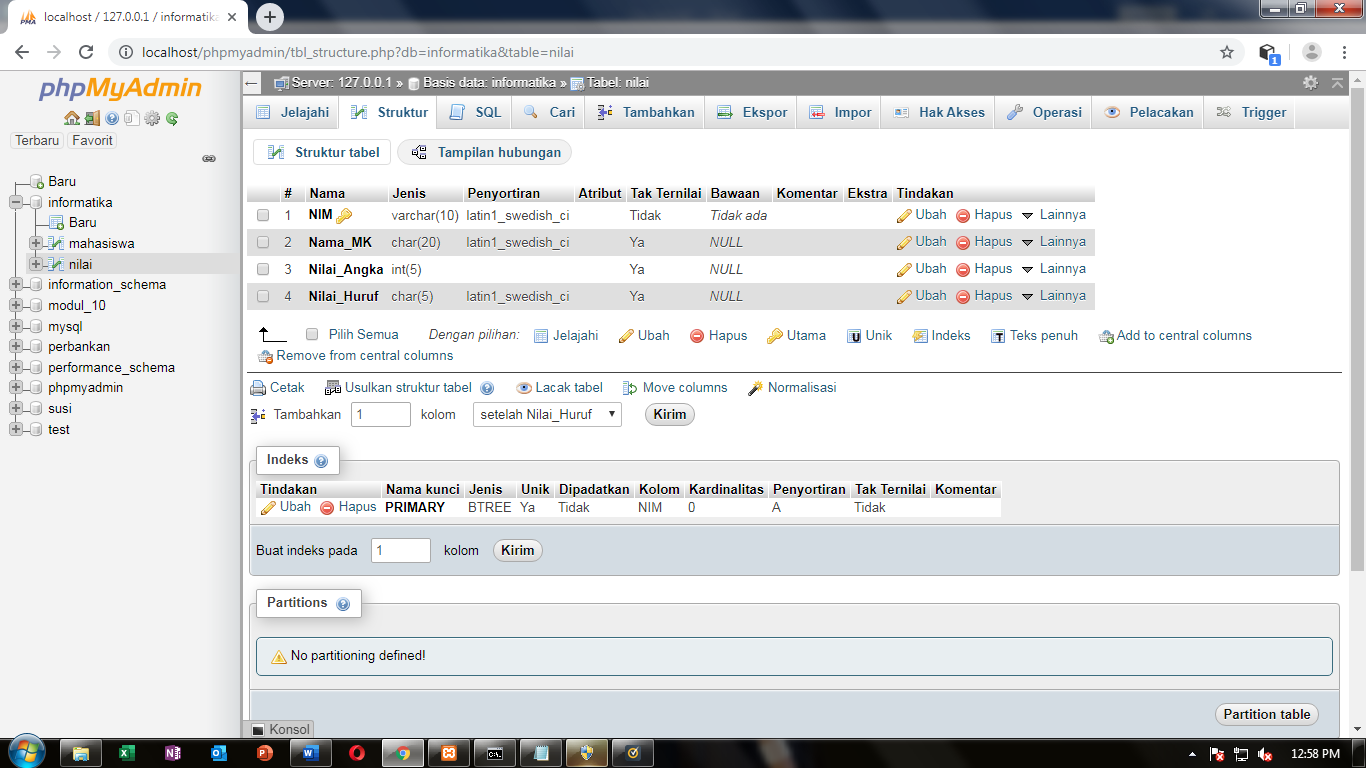 localhost / 127.0.0.1 / informatika
localhost/phpmyadmin/tbl_structure.php?db=informatika&table=nilai
1
phpMyAdmin
Terbaru Favorit
Baru
informatika
Baru
mahasiswa
nilai
information_schema
modul_10
mysql
perbankan
performance_schema
phpmyadmin
susi
test
Server: 127.0.0.1 » Basis data: informatika » Tabel: nilai
Jelajahi Struktur SQL Cari Tambahkan Ekspor Impor Hak Akses Operasi Pelacakan Trigger
Struktur tabel Tampilan hubungan
# Nama Jenis Penyortiran Atribut Tak Ternilai Bawaan Komentar Ekstra Tindakan
1 NIM varchar(10) latin1_swedish_ci Tidak Tidak ada Ubah Hapus Lainnya
2 Nama_MK char(20) latin1_swedish_ci Ya NULL Ubah Hapus Lainnya
3 Nilai_Angka int(5) Ya NULL Ubah Hapus Lainnya
4 Nilai_Huruf char(5) latin1_swedish_ci Ya NULL Ubah Hapus Lainnya
Pilih Semua Dengan pilihan: Jelajahi Ubah Hapus Utama Unik Indeks Teks penuh Add to central columns
Remove from central columns
Cetak Usulkan struktur tabel Lacak tabel Move columns Normalisasi
Tambahkan 1 kolom setelah Nilai_Huruf Kirim
Indeks
Tindakan Nama kunci Jenis Unik Dipadatkan Kolom Kardinalitas Penyortiran Tak Ternilai Komentar
Ubah Hapus PRIMARY BTREE Ya Tidak NIM 0 A Tidak
Buat indeks pada 1 kolom Kirim
Partitions
No partitioning defined!
Partition table
Konsol
12:58 PM